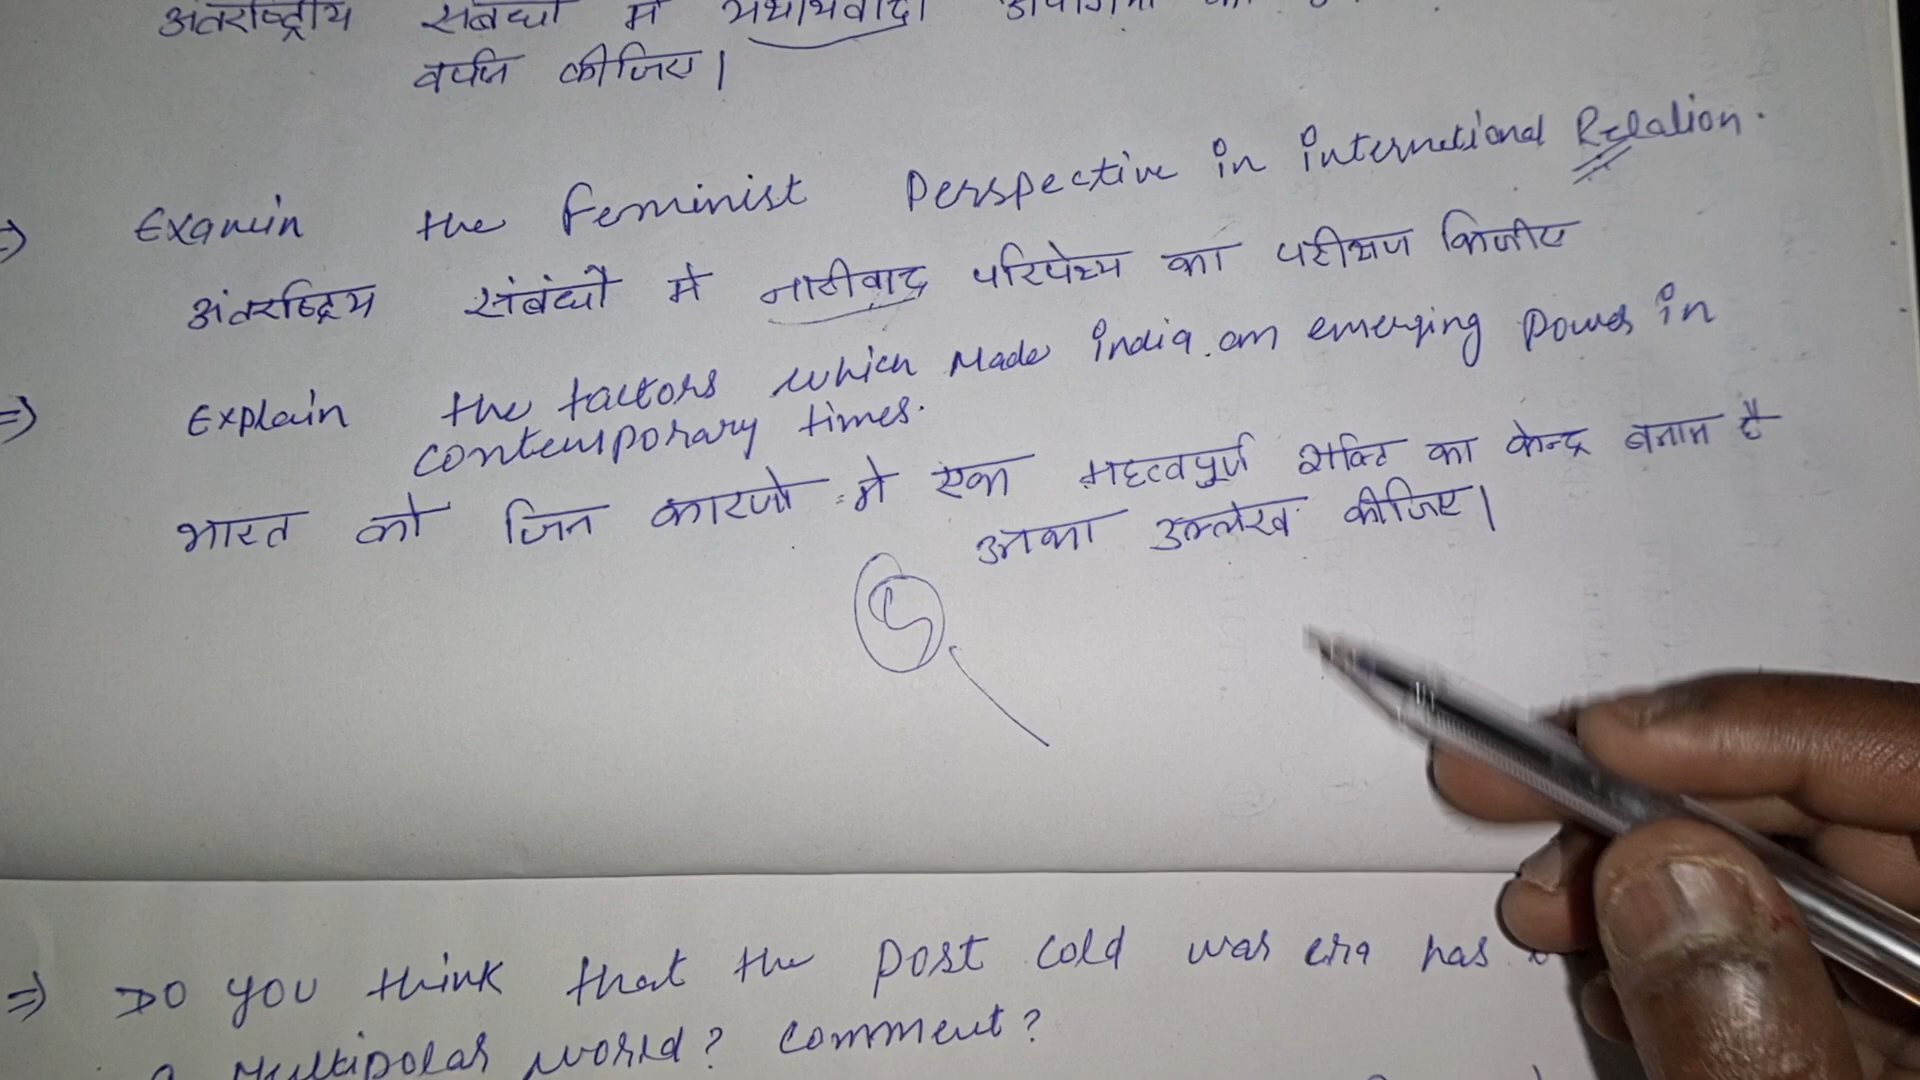 अंतर्राष्ट्रीय संबंधों में यथार्थवादी
वर्णन कीजिए।
=> Examin the feminist Perspective in international Relation.
अंतरष्ट्रिय संबंधों में नारीवाद परिपेक्ष्य का परीक्षण किजीए
=> Explain the factors which Made india an emerging power in
contemporary times.
भारत को जिन कारणों ने एक महत्वपूर्ण शक्ति का केन्द्र बनान है
उनका उल्लेख कीजिए।
=> DO YOU think that the post cold war era has
a Multipolar world? comment?